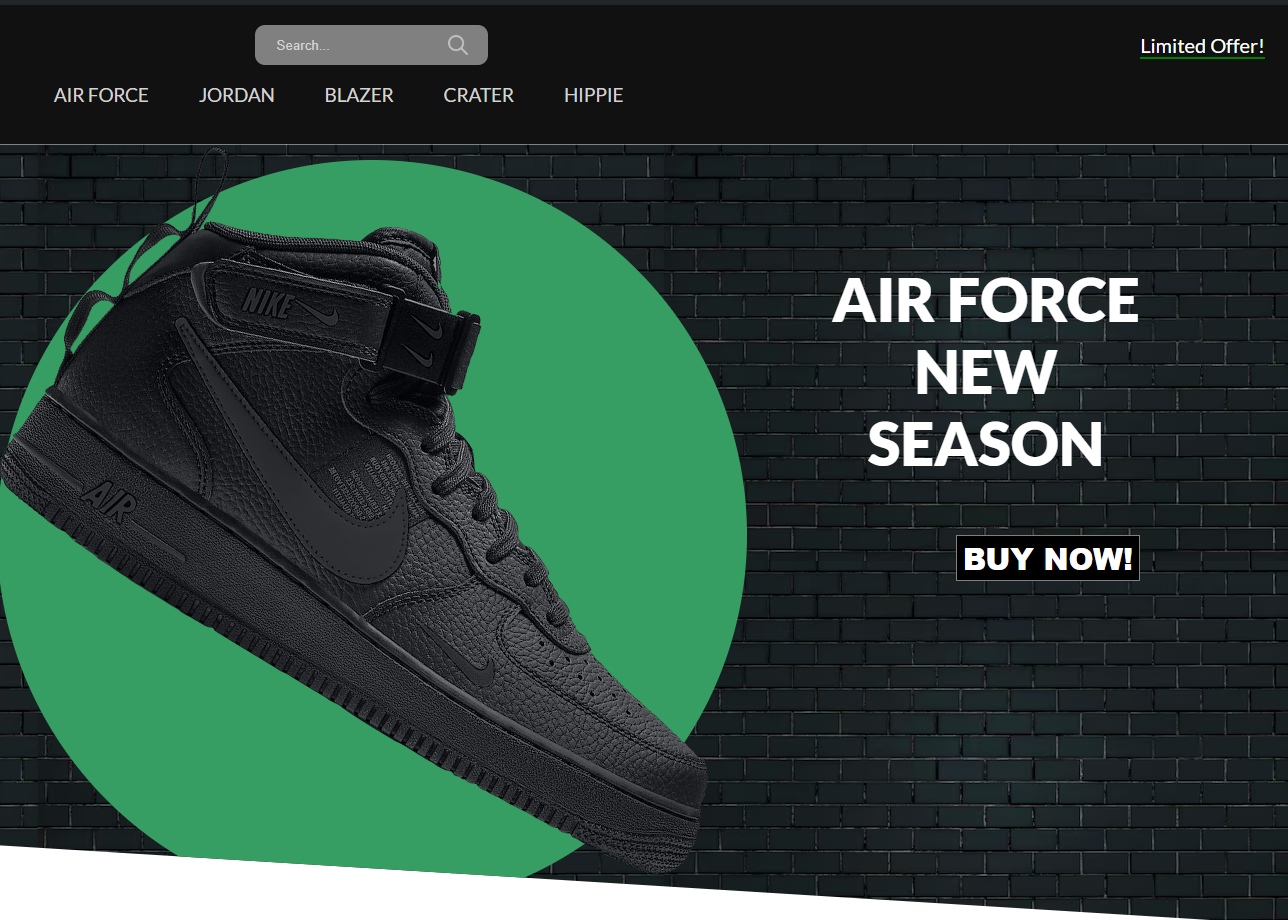 Search...
Limited Offer!
AIR FORCE
JORDAN
BLAZER
CRATER
HIPPIE
NIKE
AIR
AIR FORCE
NEW
SEASON
BUY NOW!